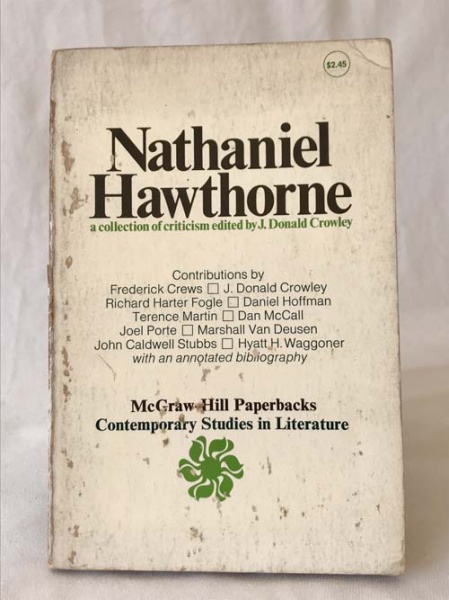 $2.45
Nathaniel
Hawthorne
a collection of criticism edited by J. Donald Crowley
Contributions by
Frederick Crews □ J. Donald Crowley
Richard Harter Fogle □ Daniel Hoffman
Terence Martin □ Dan McCall
Joel Porte □ Marshall Van Deusen
John Caldwell Stubbs □ Hyatt H. Waggoner
with an annotated bibliography
McGraw-Hill Paperbacks
Contemporary Studies in Literature